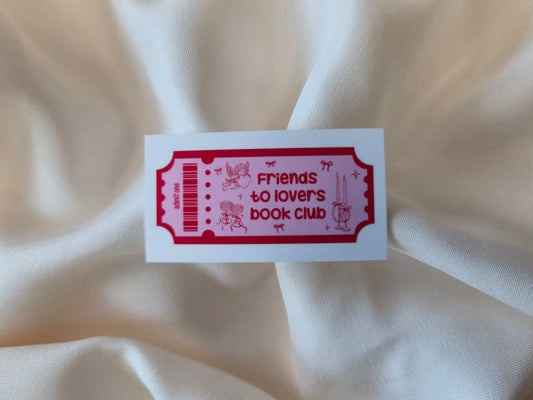 admit one
Friends
to lovers
book club